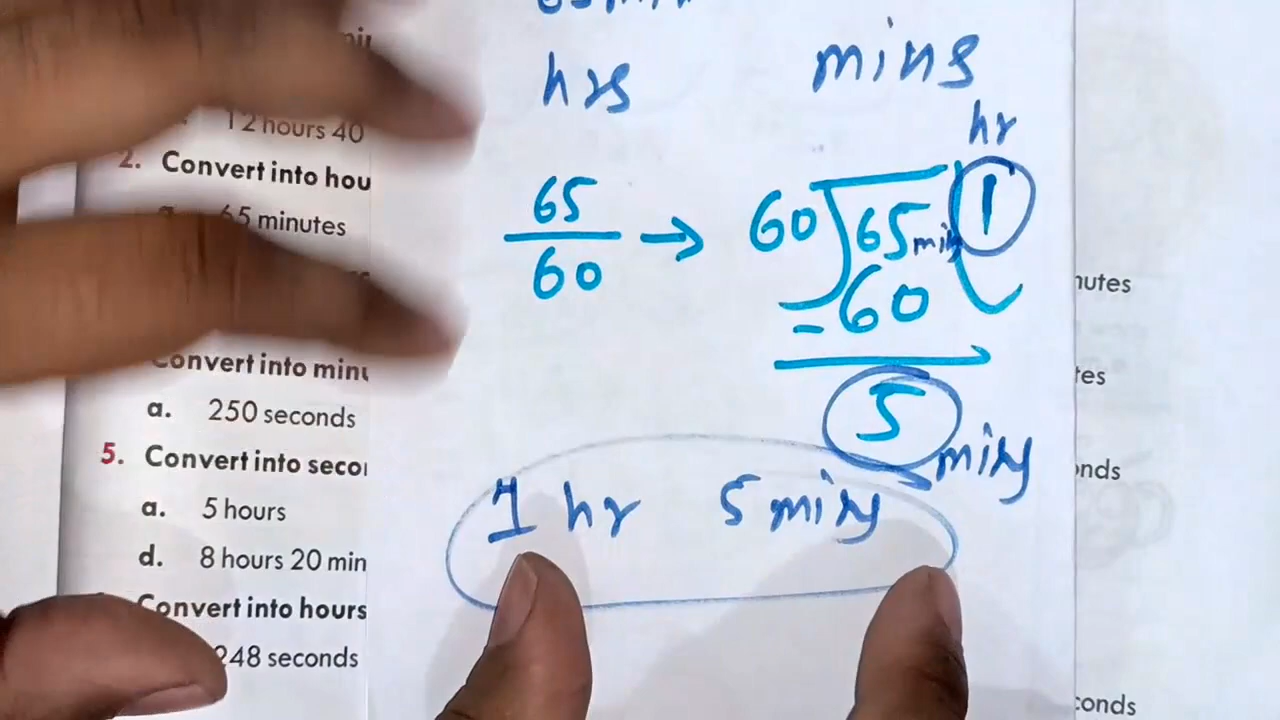 12 hours 40
2. Convert into hou
65 minutes
Convert into minu
a. 250 seconds
5. Convert into seco
a. 5 hours
d. 8 hours 20 min
Convert into hours
248 seconds
hrs mins
hr
65
60
→
60 65 min 1
- 60
5 mins
1 hr 5 mins
nutes
tes
onds
conds